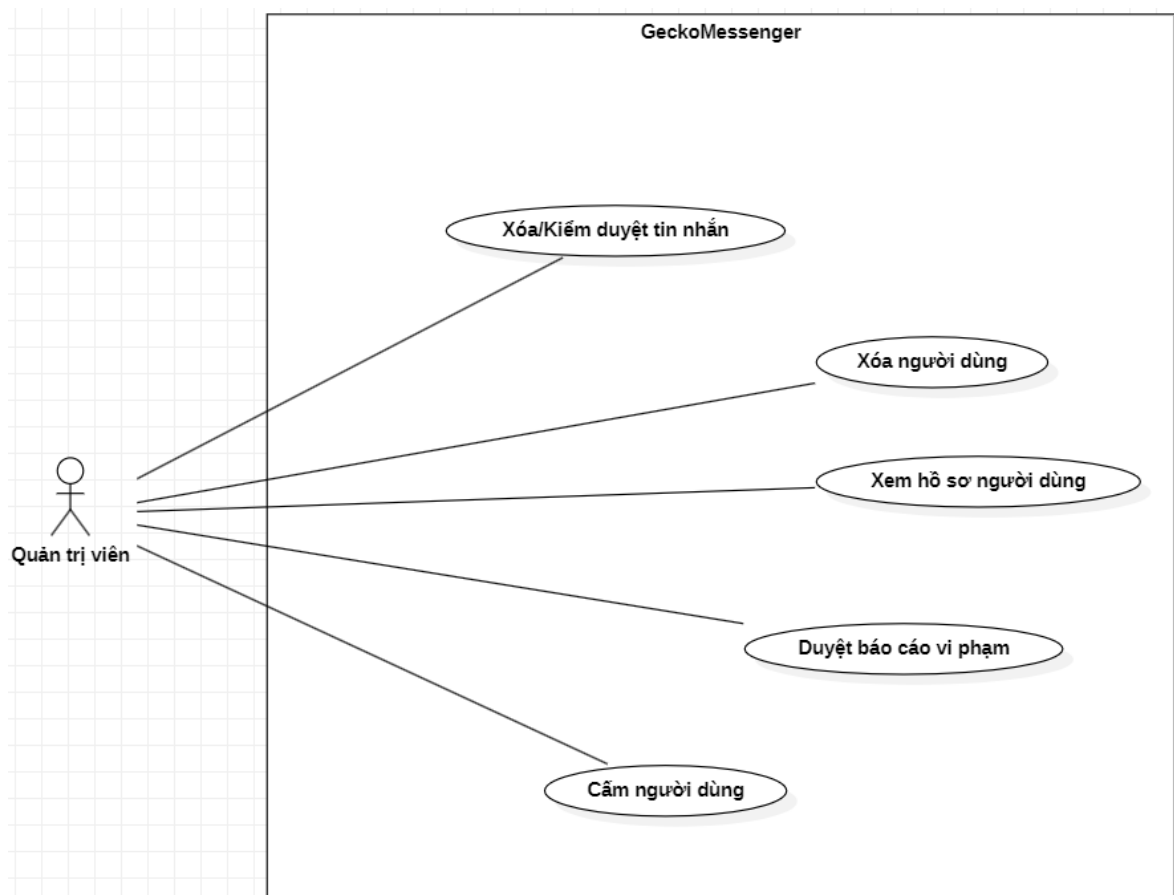 GeckoMessenger
Xóa/Kiểm duyệt tin nhắn
Xóa người dùng
Xem hồ sơ người dùng
Quản trị viên
Duyệt báo cáo vi phạm
Cấm người dùng